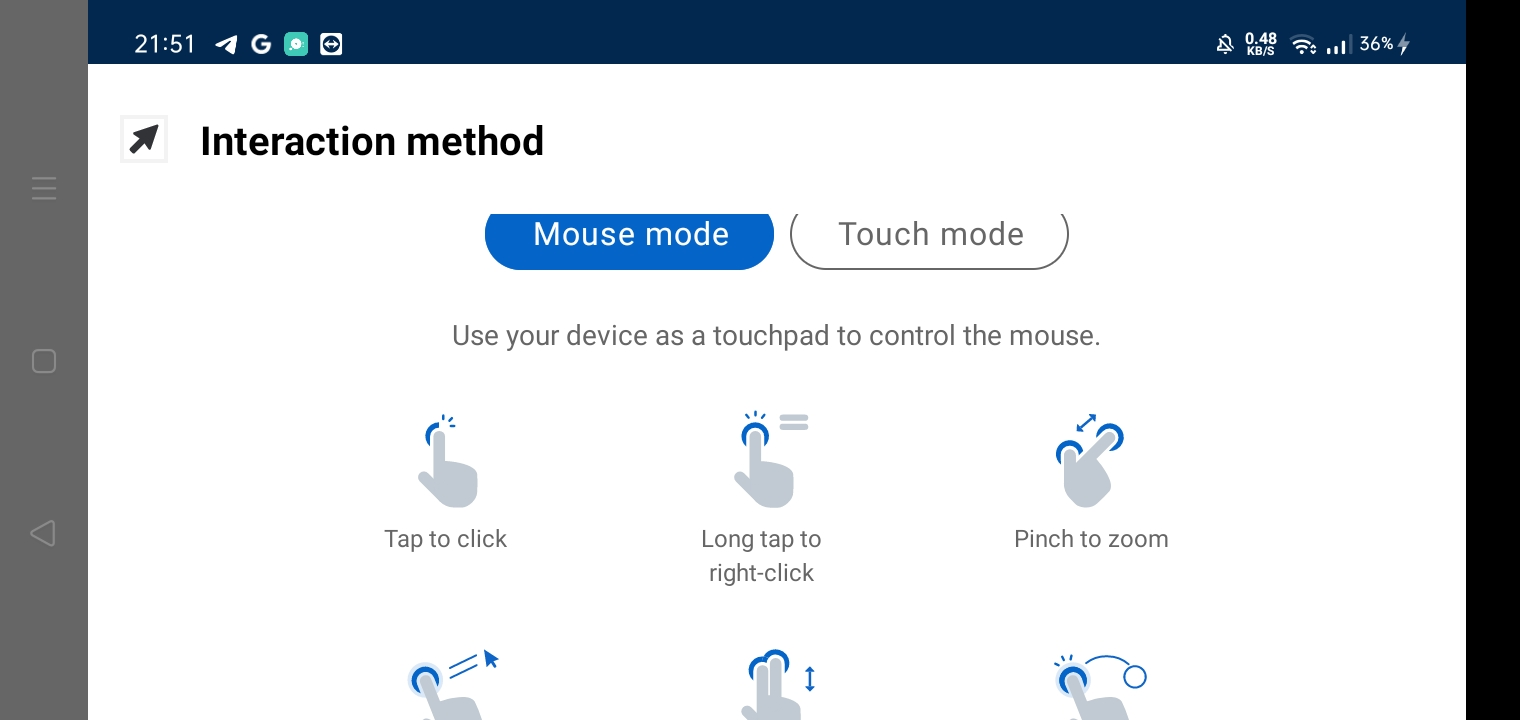 21:51
0.48
KB/S
36%
Interaction method
Mouse mode
Touch mode
Use your device as a touchpad to control the mouse.
Tap to click
Long tap to
right-click
Pinch to zoom